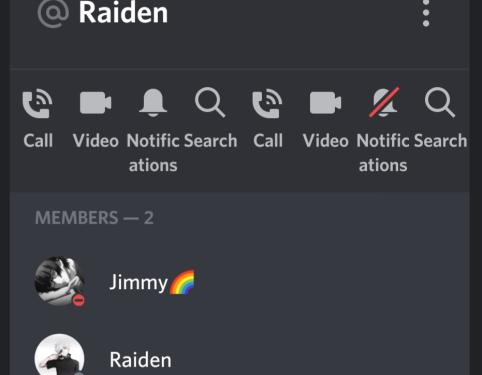 @ Raiden
Call Video Notific Search Call Video Notific Search
ations ations
MEMBERS — 2
Jimmy🌈
Raiden